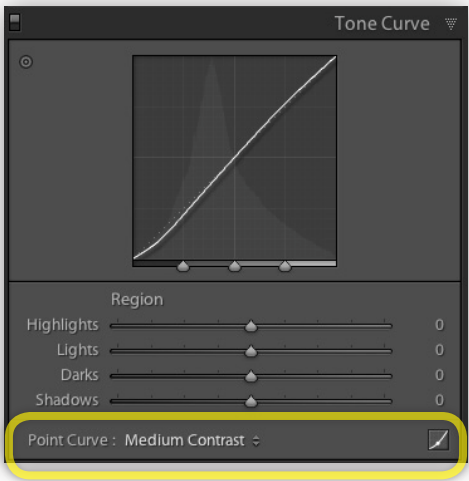 Tone Curve
Region
Highlights 0
Lights 0
Darks 0
Shadows 0
Point Curve : Medium Contrast